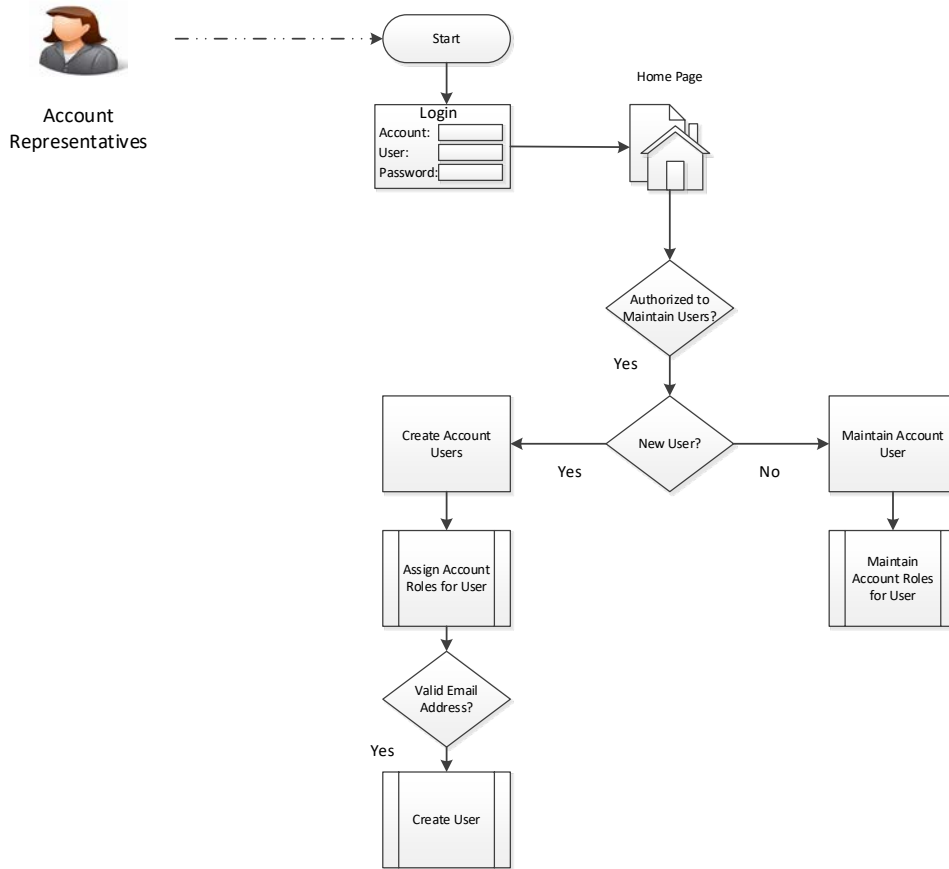 Account
Representatives
Start
Login
Account:
User:
Password:
Home Page
Authorized to
Maintain Users?
Yes
Create Account
Users
Yes
New User?
No
Maintain Account
User
Assign Account
Roles for User
Maintain
Account Roles
for User
Valid Email
Address?
Yes
Create User